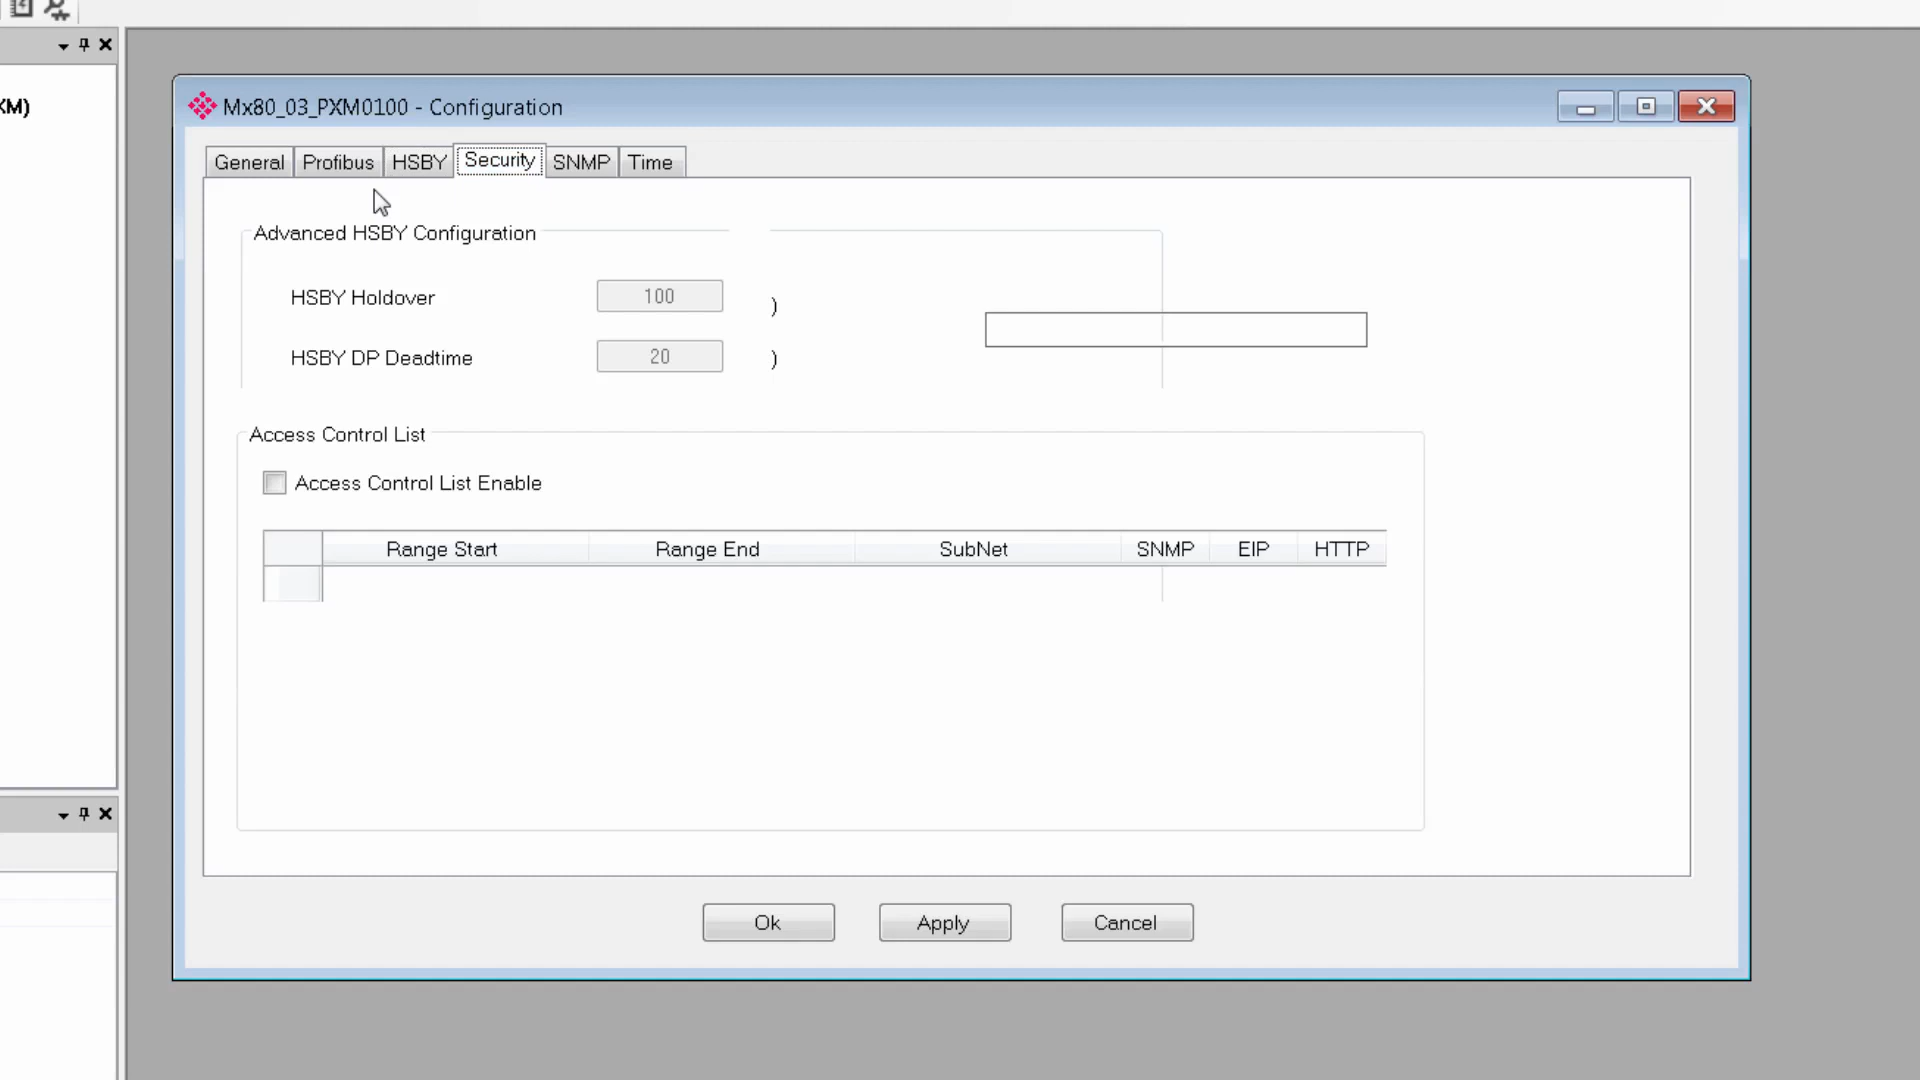 XM)
Mx80_03_PXM0100 - Configuration
General Profibus HSBY Security SNMP Time
Advanced HSBY Configuration
HSBY Holdover 100 )
HSBY DP Deadtime 20 )
Access Control List
Access Control List Enable
Range Start Range End SubNet SNMP EIP HTTP
Ok Apply Cancel